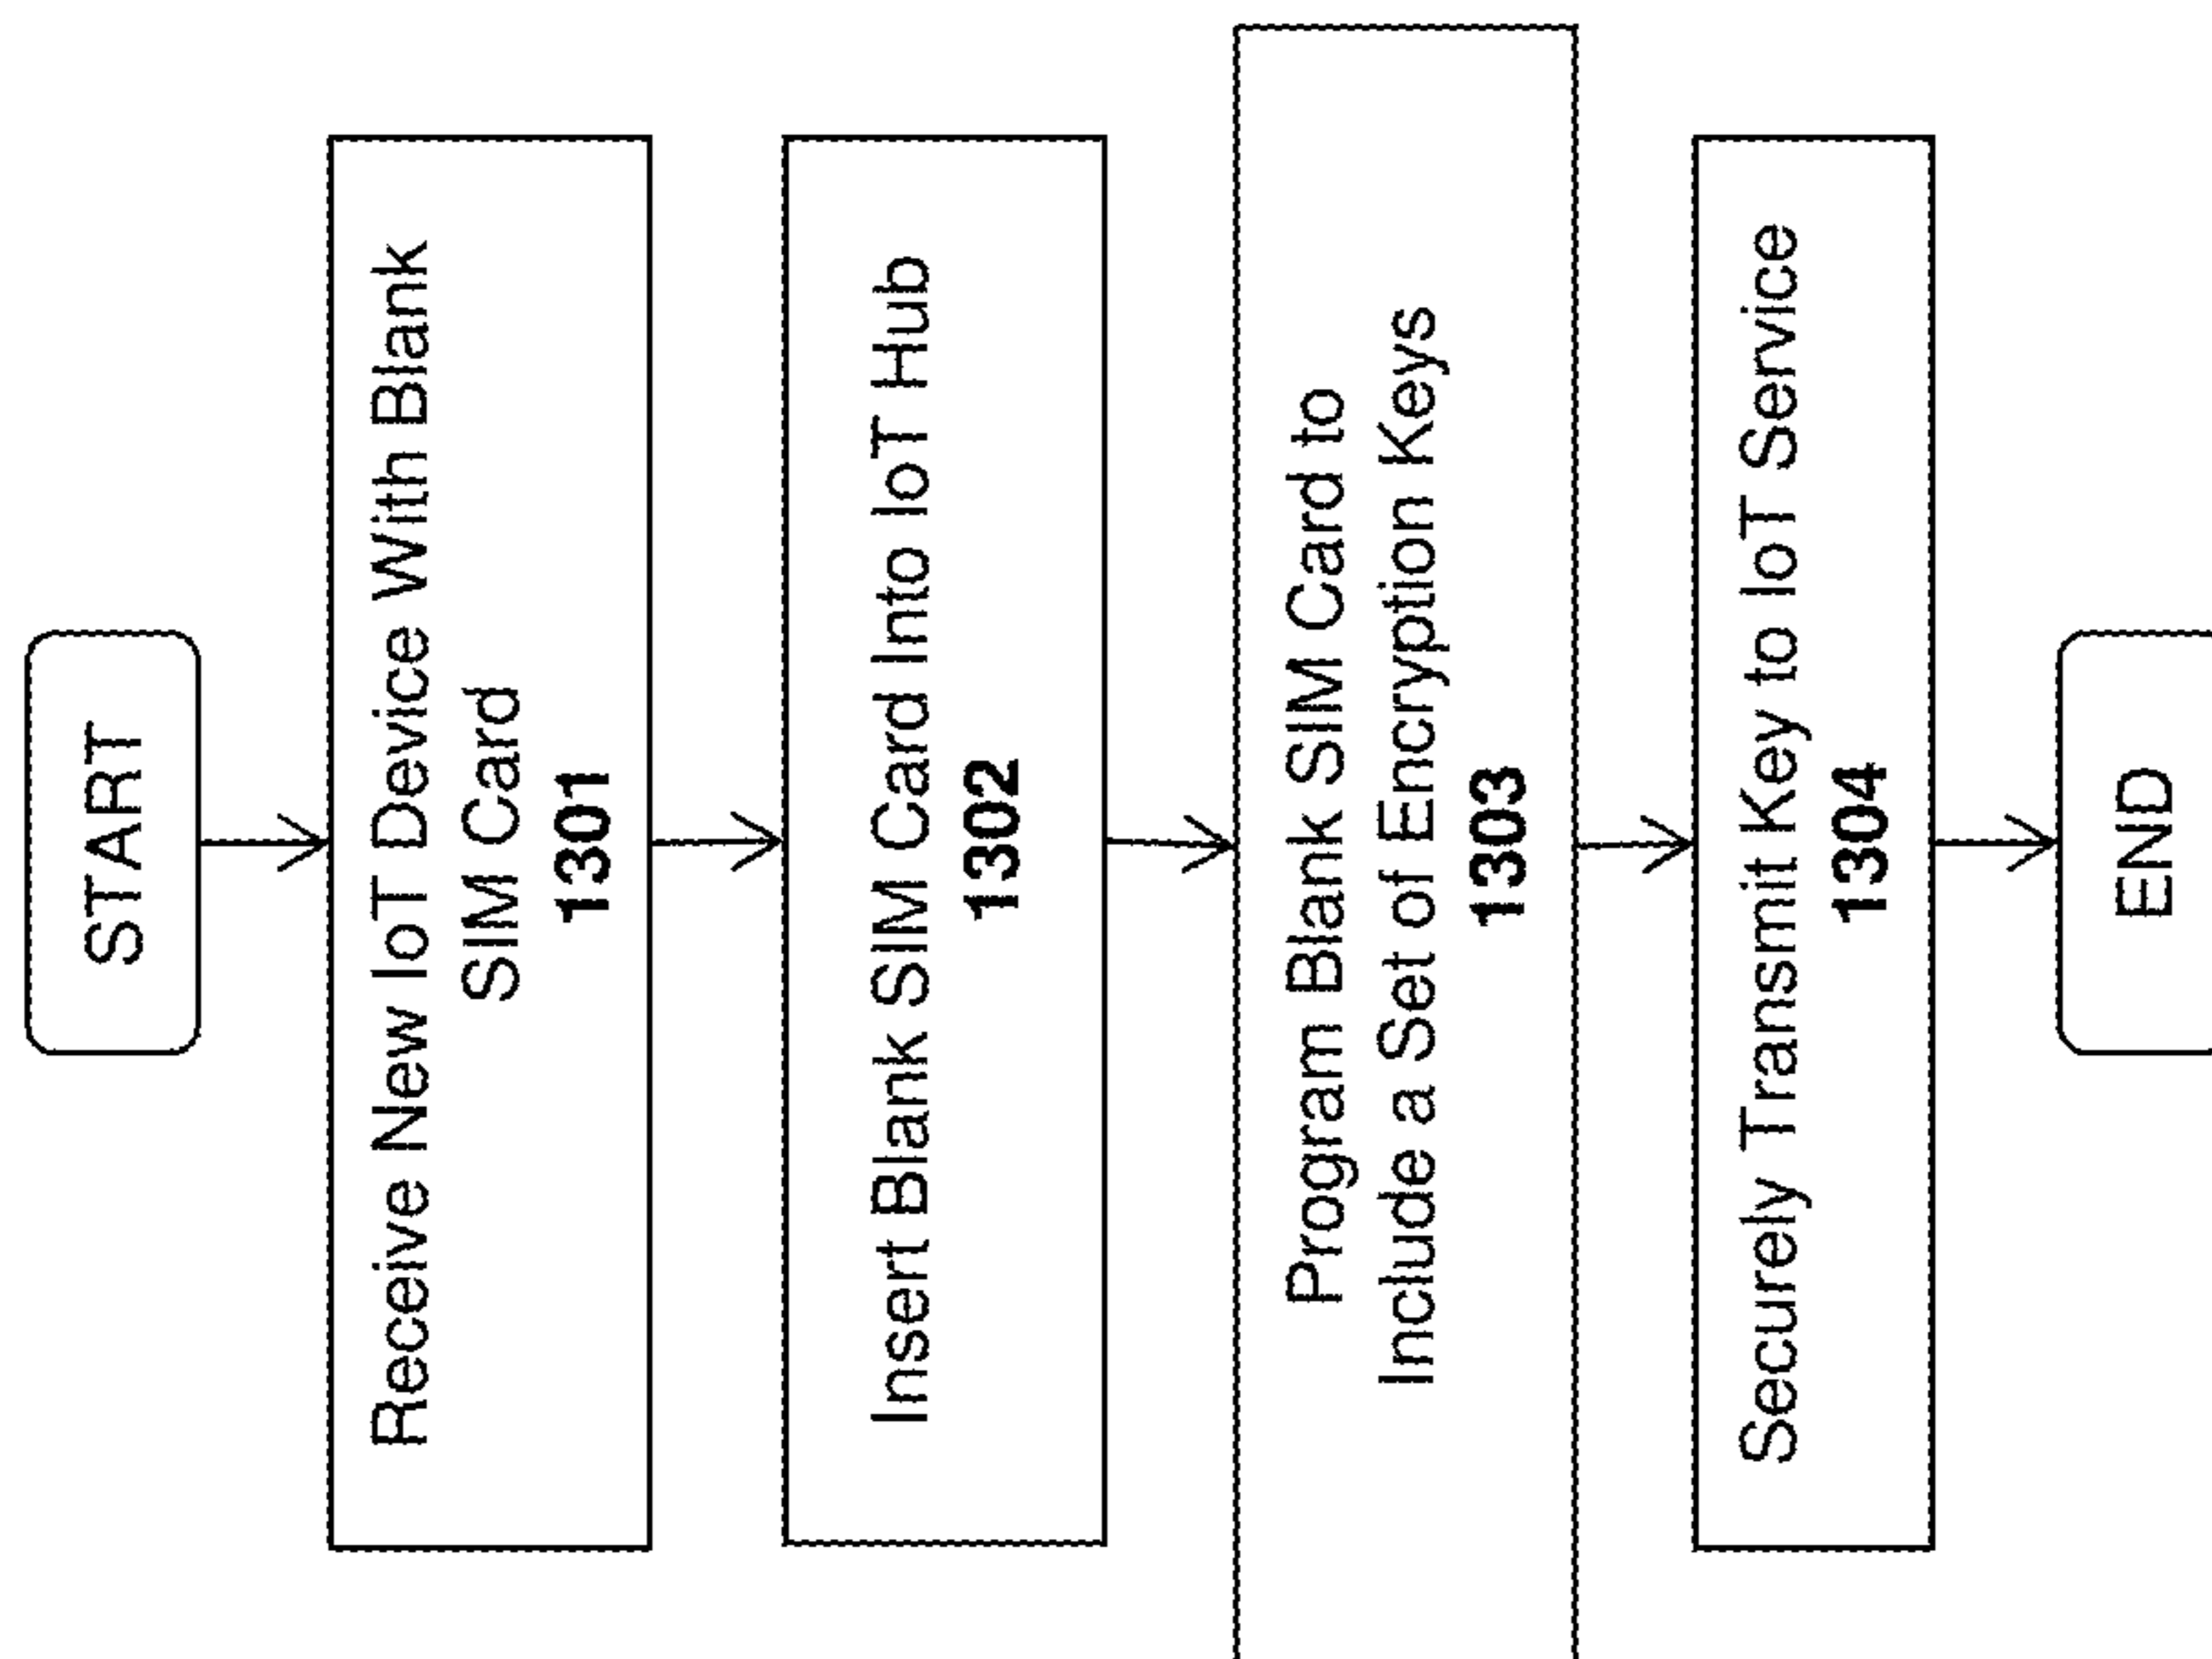 START
Receive New IoT Device With Blank
SIM Card
1301
Insert Blank SIM Card Into IoT Hub
1302
Program Blank SIM Card to
Include a Set of Encryption Keys
1303
Securely Transmit Key to IoT Service
1304
END